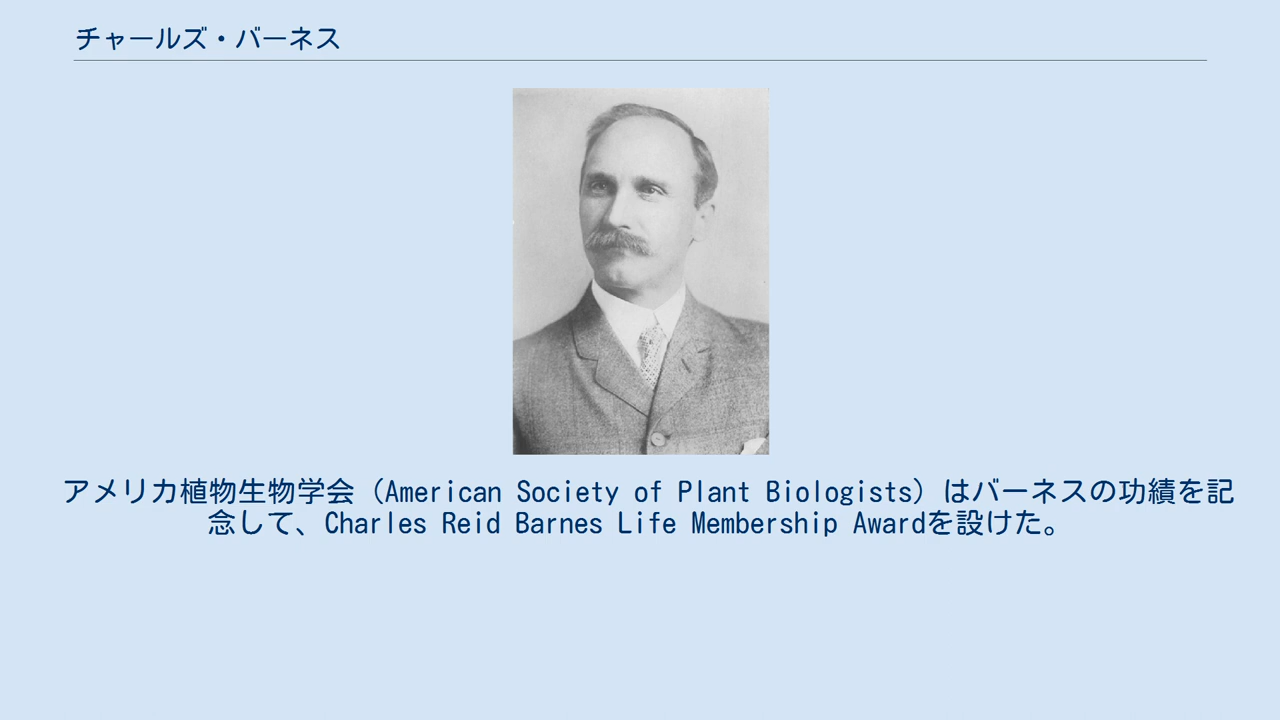 チャールズ・バーネス
アメリカ植物生物学会（American Society of Plant Biologists）はバーネスの功績を記
念して、Charles Reid Barnes Life Membership Awardを設けた。